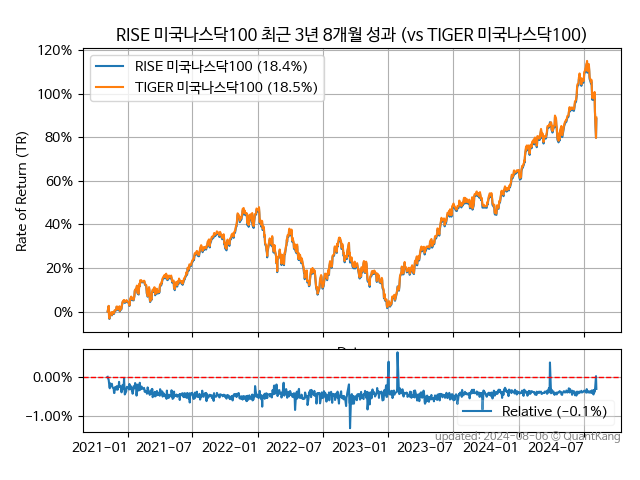 RISE 미국나스닥100 최근 3년 8개월 성과 (vs TIGER 미국나스닥100)
RISE 미국나스닥100 (18.4%)
TIGER 미국나스닥100 (18.5%)
Rate of Return (TR)
120%
100%
80%
60%
40%
20%
0%
0.00%
−1.00%
Relative (−0.1%)
2021-01 2021-07 2022-01 2022-07 2023-01 2023-07 2024-01 2024-07
updated: 2024-08-06 © QuantKang